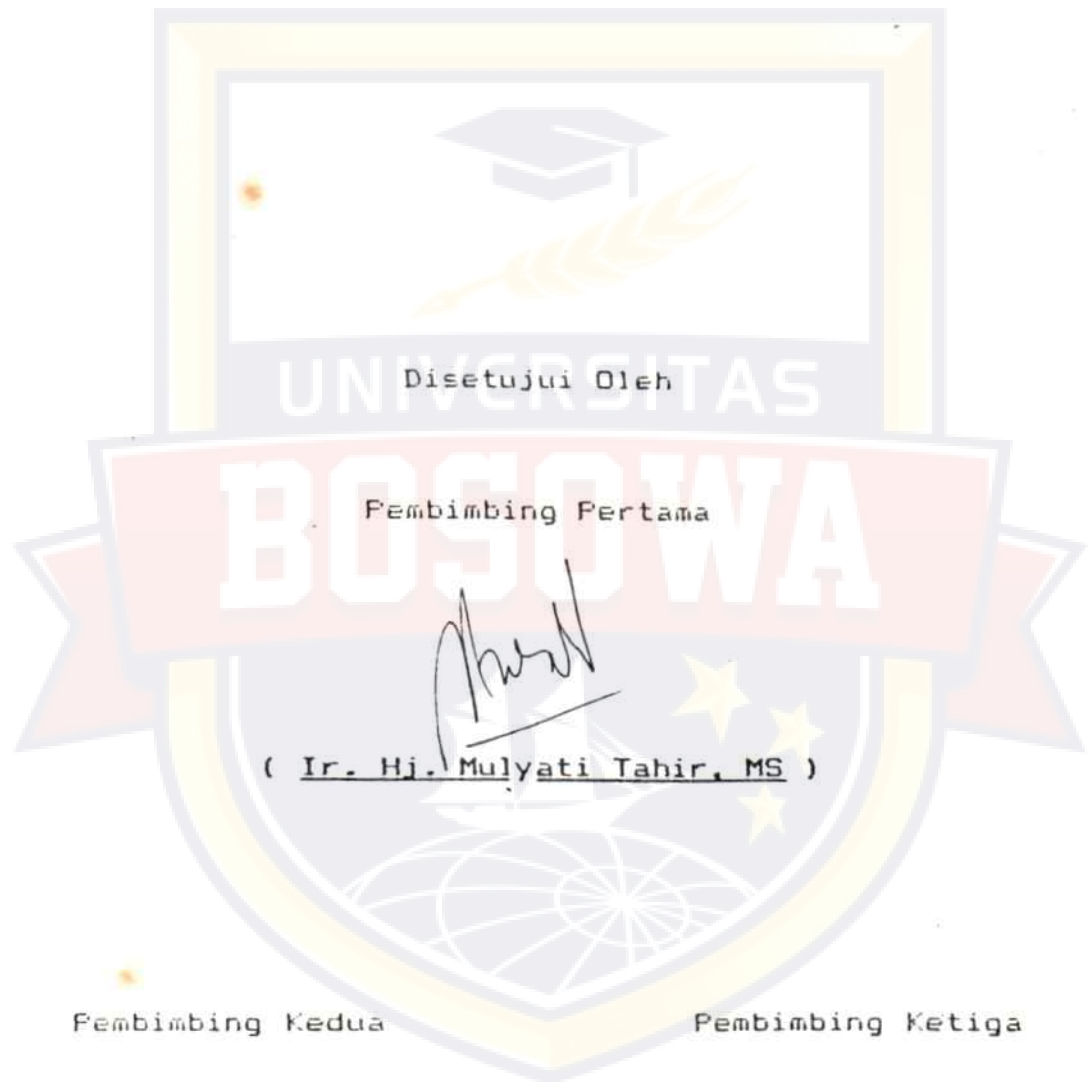 Disetujui Oleh
UNIVERSITAS
Pembimbing Pertama
BOSOWA
( Ir. Hj. Mulyati Tahir, MS )
Pembimbing Kedua Pembimbing Ketiga